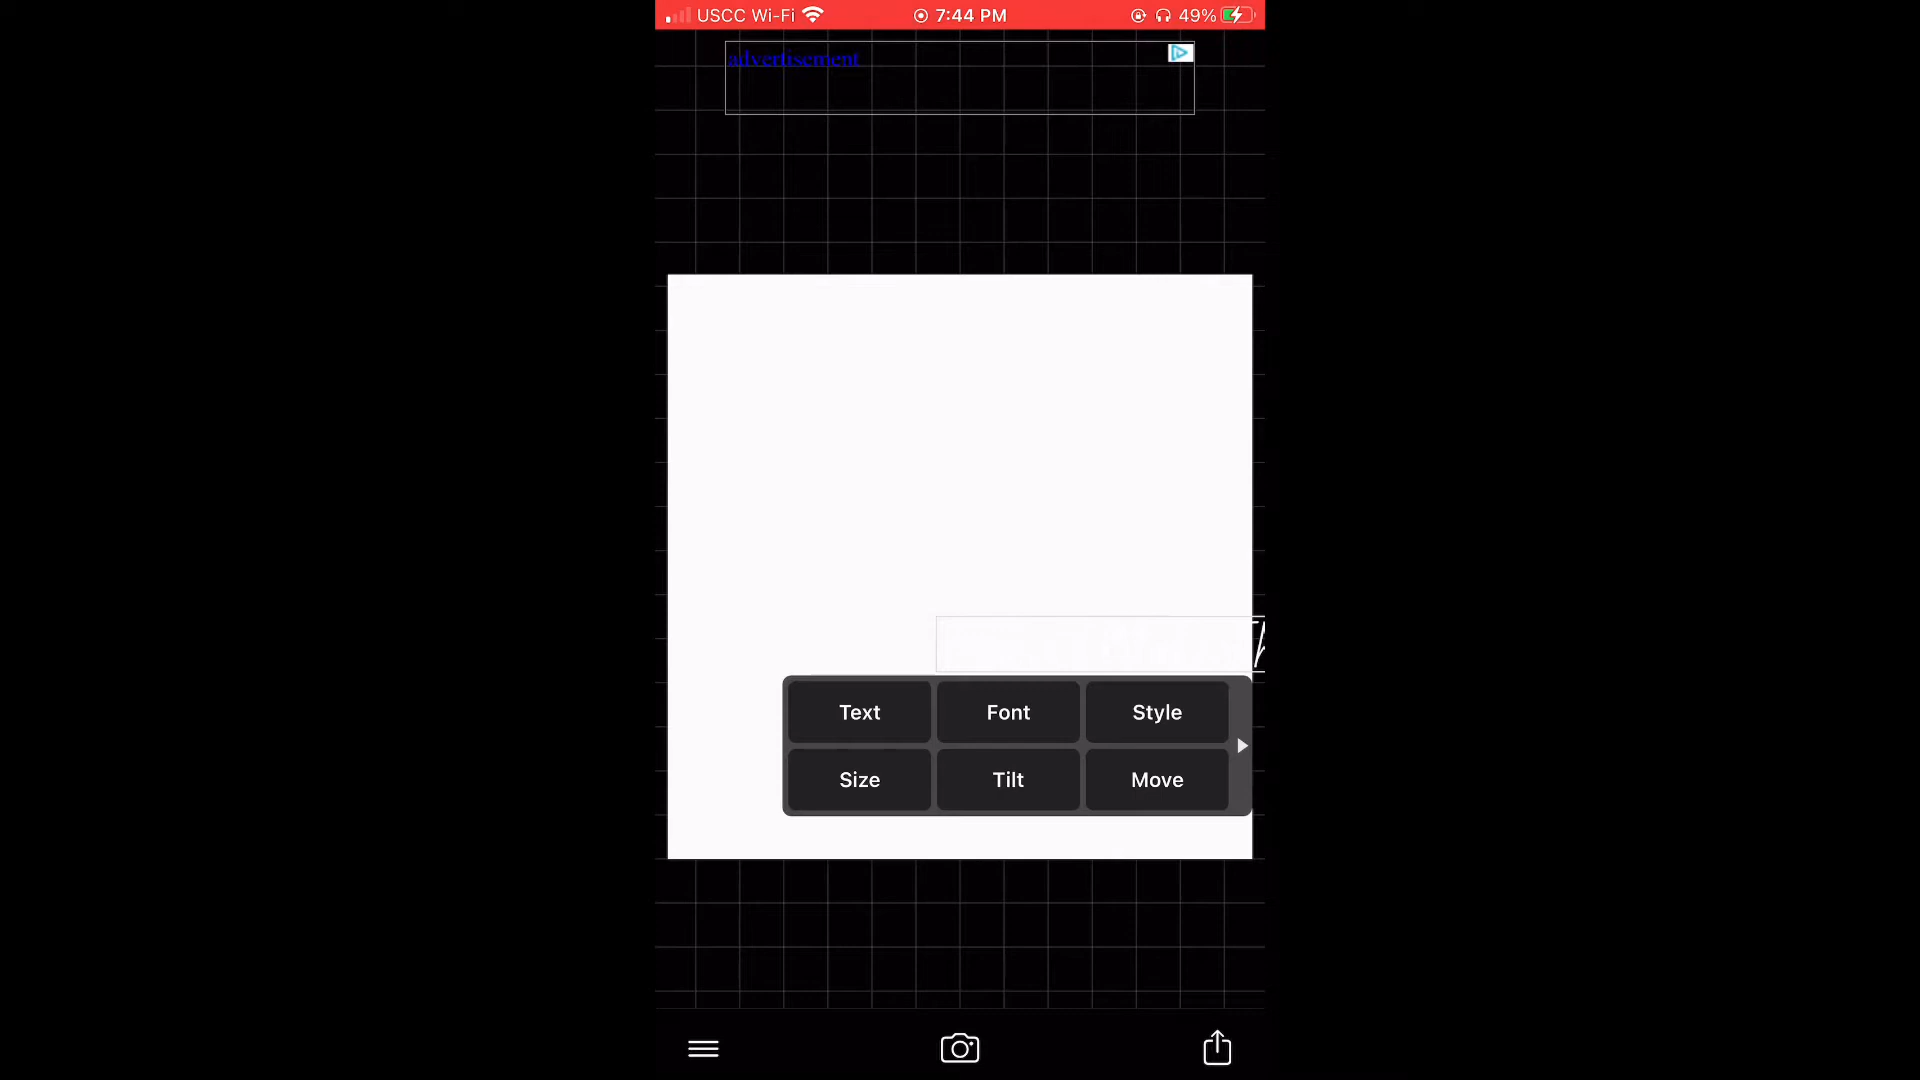 USCC Wi-Fi 7:44 PM 49%
advertisement
Text Font Style
Size Tilt Move